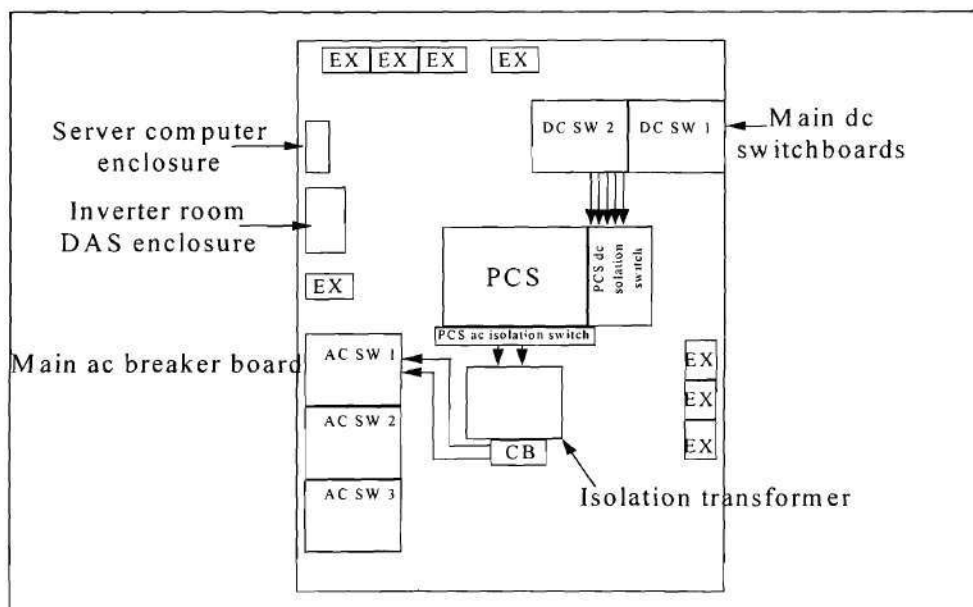 EX EX EX EX
Server computer
enclosure
DC SW 2 DC SW 1
Main dc
switchboards
Inverter room
DAS enclosure
PCS
PCS dc
solation
switch
EX
PCS ac isolation switch
Main ac breaker board
AC SW 1
EX
EX
EX
AC SW 2
CB
AC SW 3
Isolation transformer